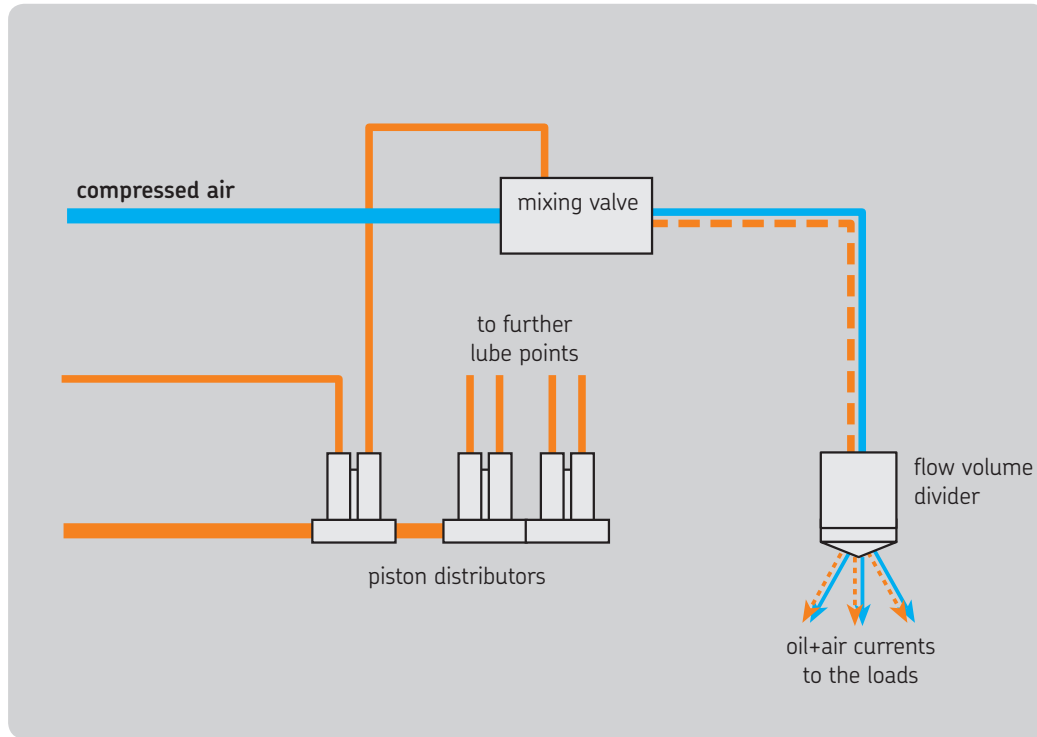 compressed air
mixing valve
to further
lube points
flow volume
divider
piston distributors
oil+air currents
to the loads